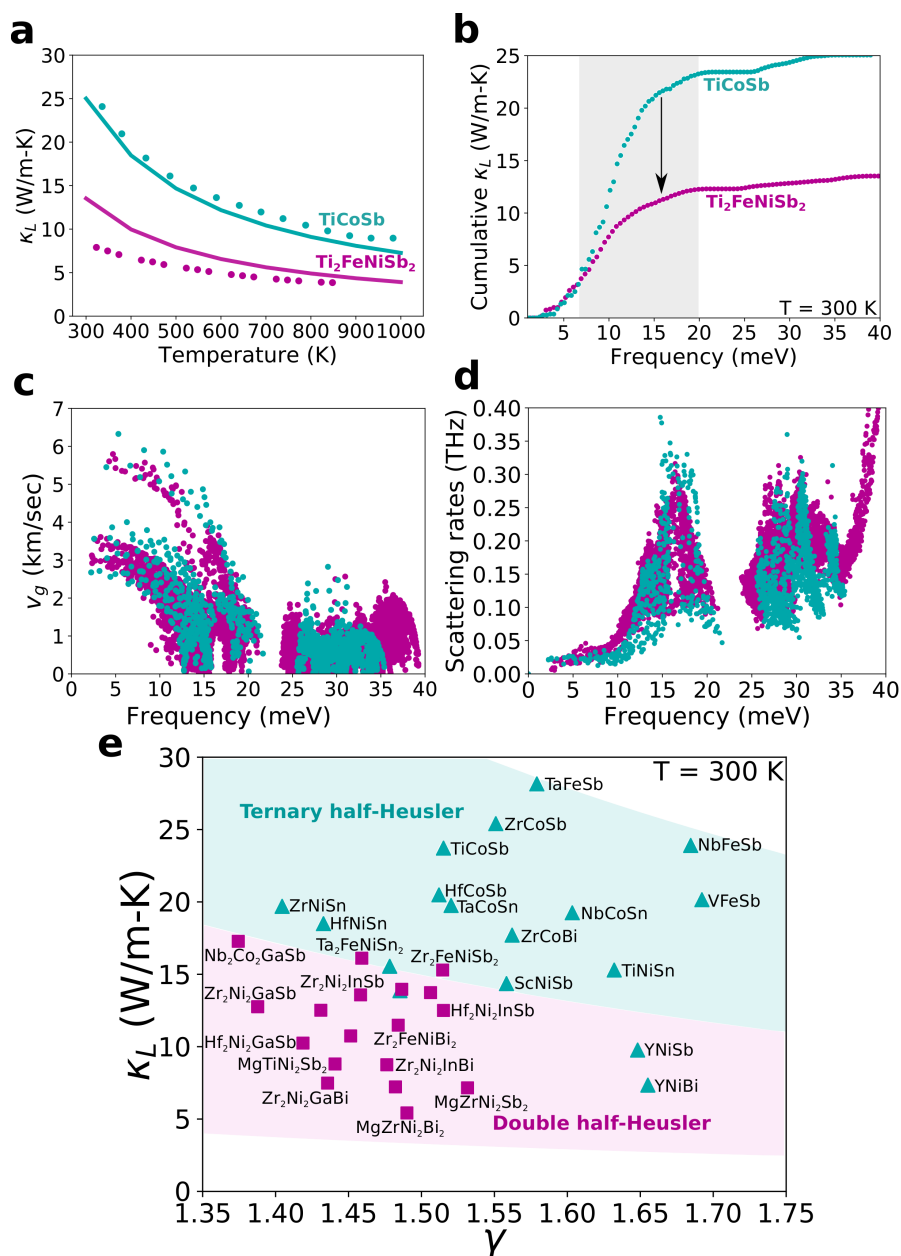 a
30
25
20
15
10
5
0
κL (W/m-K)
TiCoSb
Ti₂FeNiSb₂
300 400 500 600 700 800 900 1000
Temperature (K)
b
25
20
15
10
5
0
Cumulative κL (W/m-K)
TiCoSb
Ti₂FeNiSb₂
T = 300 K
5 10 15 20 25 30 35 40
Frequency (meV)
c
7
6
5
4
3
2
1
0
vg (km/sec)
0 5 10 15 20 25 30 35 40
Frequency (meV)
d
0.40
0.35
0.30
0.25
0.20
0.15
0.10
0.05
0.00
Scattering rates (THz)
0 5 10 15 20 25 30 35 40
Frequency (meV)
e
30
25
20
15
10
5
0
κL (W/m-K)
T = 300 K
Ternary half-Heusler
TaFeSb
ZrCoSb
TiCoSb
NbFeSb
HfCoSb
TaCoSn
VFeSb
NbCoSn
ZrNiSn
HfNiSn
ZrCoBi
Ta₂FeNiSn₂
Nb₂Co₂GaSb
Zr₂FeNiSb₂
Zr₂Ni₂InSb
TiNiSn
ScNiSb
Zr₂Ni₂GaSb
Hf₂Ni₂InSb
Hf₂Ni₂GaSb
Zr₂FeNiBi₂
YNiSb
MgTiNi₂Sb₂
Zr₂Ni₂InBi
YNiBi
Zr₂Ni₂GaBi
MgZrNi₂Sb₂
MgZrNi₂Bi₂
Double half-Heusler
1.35 1.40 1.45 1.50 1.55 1.60 1.65 1.70 1.75
γ